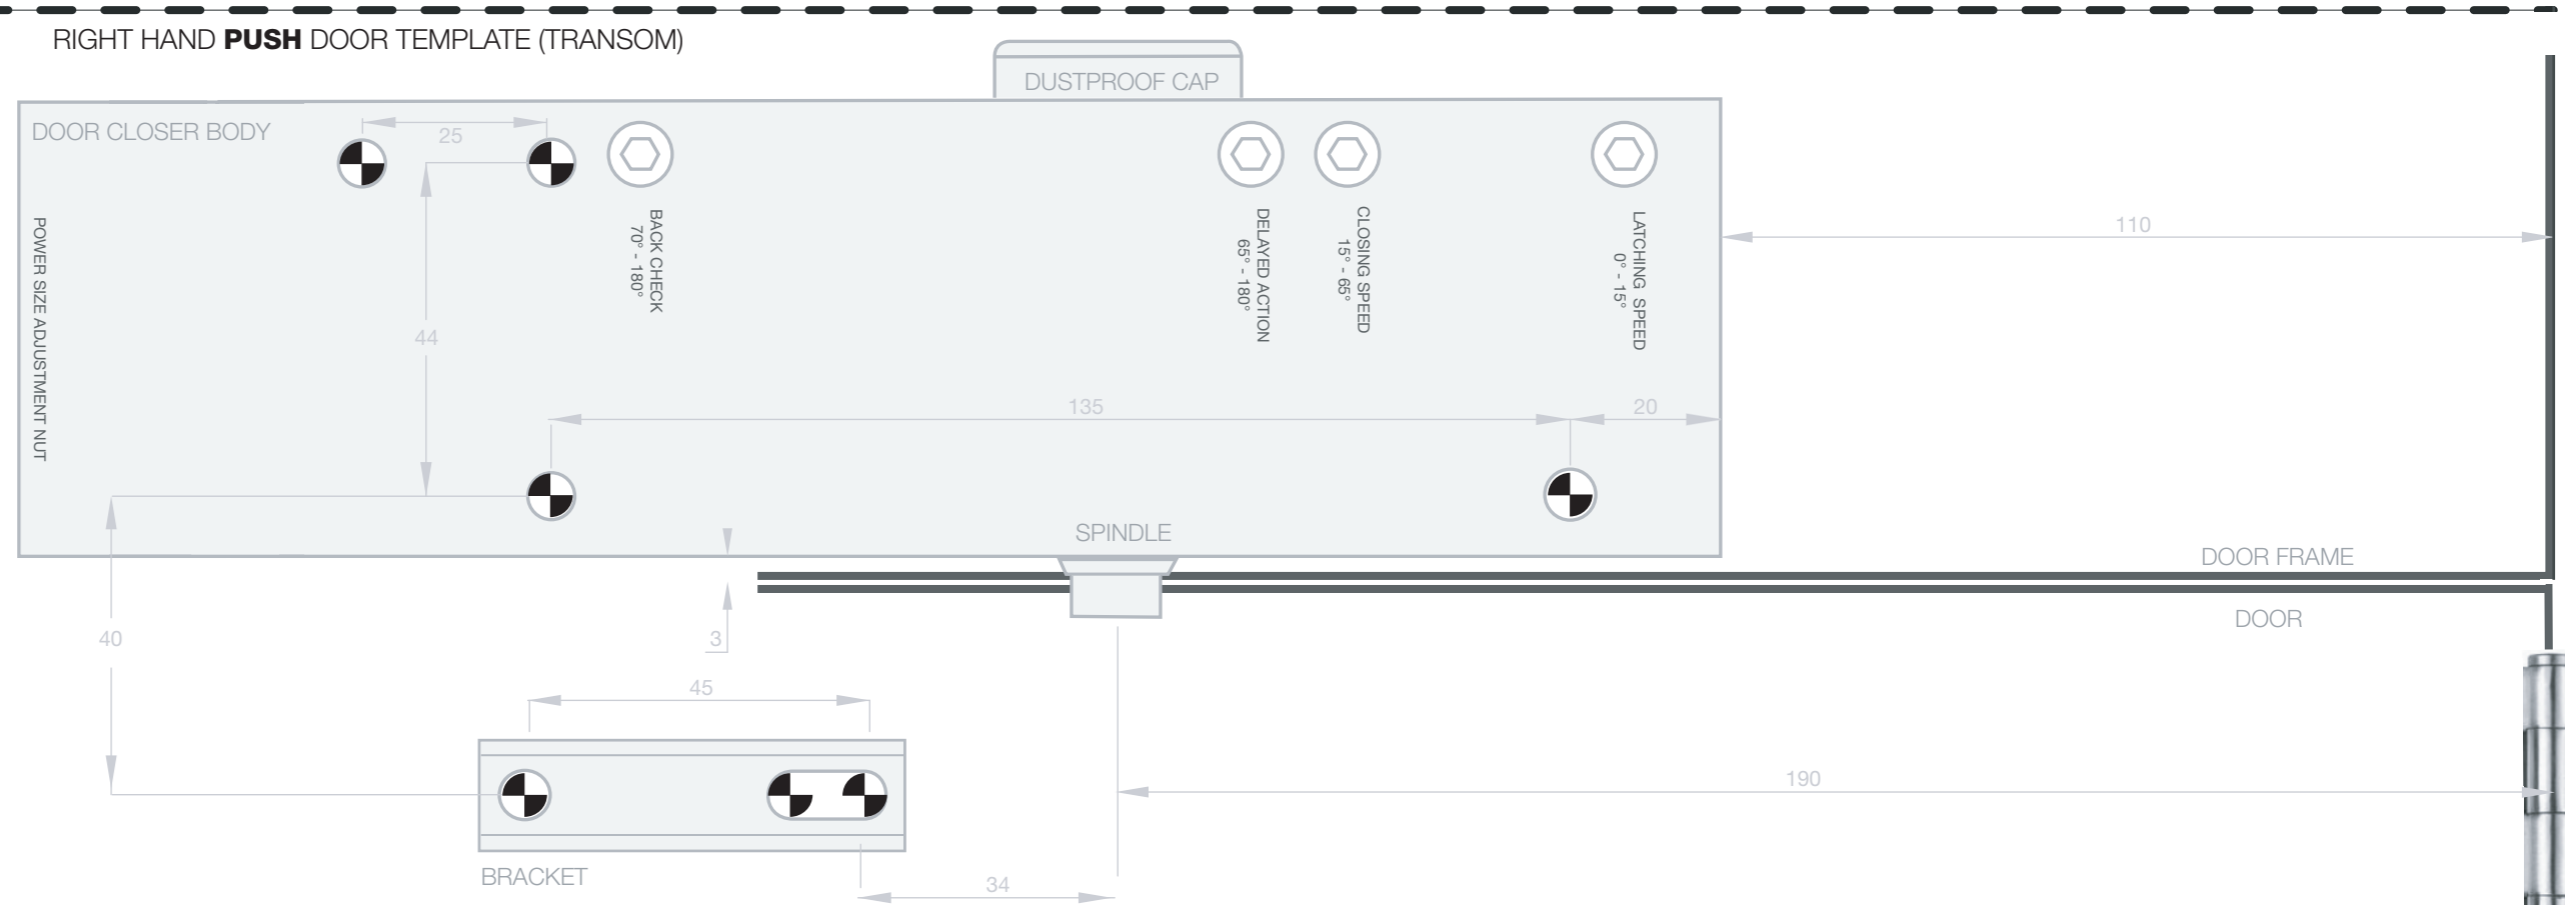 RIGHT HAND PUSH DOOR TEMPLATE (TRANSOM)
DUSTPROOF CAP
DOOR CLOSER BODY
25
POWER SIZE ADJUSTMENT NUT
BACK CHECK
70° - 180°
DELAYED ACTION
65° - 180°
CLOSING SPEED
15° - 65°
LATCHING SPEED
0° - 15°
110
44
135
20
SPINDLE
DOOR FRAME
DOOR
40
3
45
190
BRACKET
34